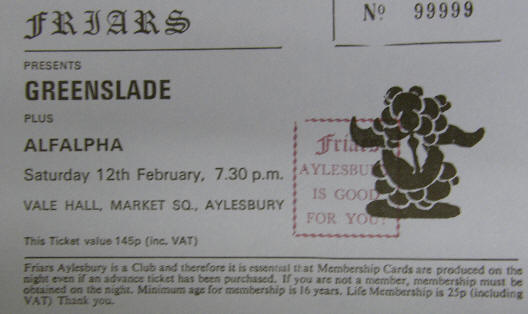 FRIARS
Nº 99999
PRESENTS
GREENSLADE
PLUS
ALFALPHA
Saturday 12th February, 7.30 p.m.
VALE HALL, MARKET SQ., AYLESBURY
Friars
AYLESBURY
IS GOOD
FOR YOU!
This Ticket value 145p (inc. VAT)
Friars Aylesbury is a Club and therefore it is essential that Membership Cards are produced on the
night even if an advance ticket has been purchased. If you are not a member, membership must be
obtained on the night. Minimum age for membership is 16 years. Life Membership is 25p (including
VAT) Thank you.